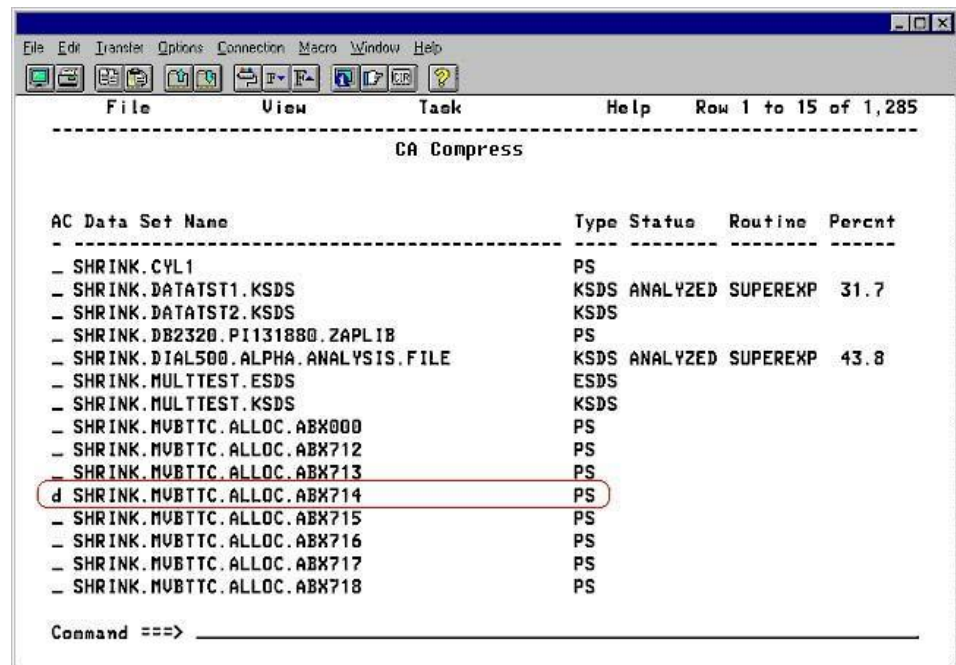 File Edit Transfer Options Connection Macro Window Help
File View Task Help Row 1 to 15 of 1,285
--------------------------------------------------------------------------------
CA Compress
AC Data Set Name Type Status Routine Percnt
- --------------------------------------------- ---- -------- -------- ------
_ SHRINK.CYL1 PS
_ SHRINK.DATATST1.KSDS KSDS ANALYZED SUPEREXP 31.7
_ SHRINK.DATATST2.KSDS KSDS
_ SHRINK.DB2320.PI131880.ZAPLIB PS
_ SHRINK.DIAL500.ALPHA.ANALYSIS.FILE KSDS ANALYZED SUPEREXP 43.8
_ SHRINK.MULTTEST.ESDS ESDS
_ SHRINK.MULTTEST.KSDS KSDS
_ SHRINK.MVBTTC.ALLOC.ABX000 PS
_ SHRINK.MVBTTC.ALLOC.ABX712 PS
_ SHRINK.MVBTTC.ALLOC.ABX713 PS
d SHRINK.MVBTTC.ALLOC.ABX714 PS
_ SHRINK.MVBTTC.ALLOC.ABX715 PS
_ SHRINK.MVBTTC.ALLOC.ABX716 PS
_ SHRINK.MVBTTC.ALLOC.ABX717 PS
_ SHRINK.MVBTTC.ALLOC.ABX718 PS
Command ===> _